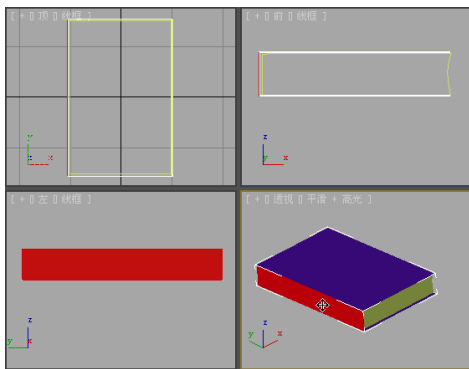 [ + [] 顶 [] 线框 ]
[ + [] 前 [] 线框 ]
y
z
x
z
y
x
[ + [] 左 [] 线框 ]
[ + [] 透视 [] 平滑 + 高光 ]
z
y
x
z
y
x